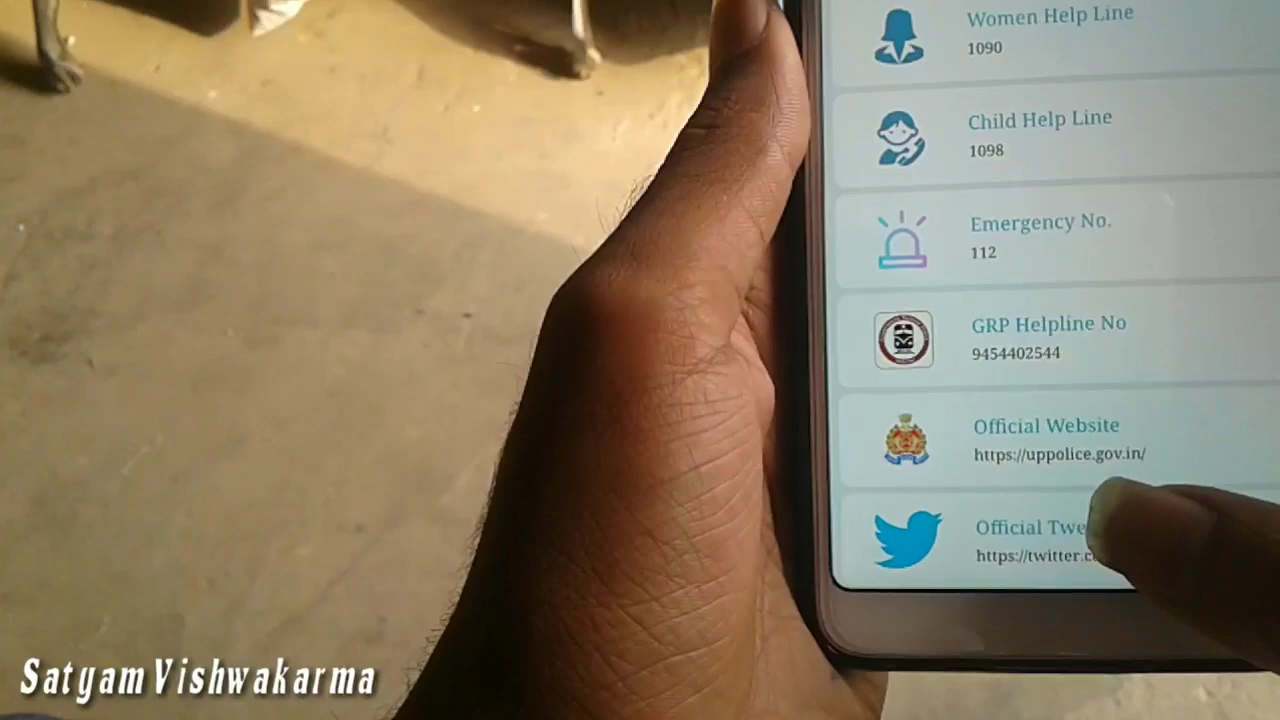 Women Help Line
1090
Child Help Line
1098
Emergency No.
112
GRP Helpline No
9454402544
Official Website
https://uppolice.gov.in/
Official
https://twitter.c
Satyam Vishwakarma